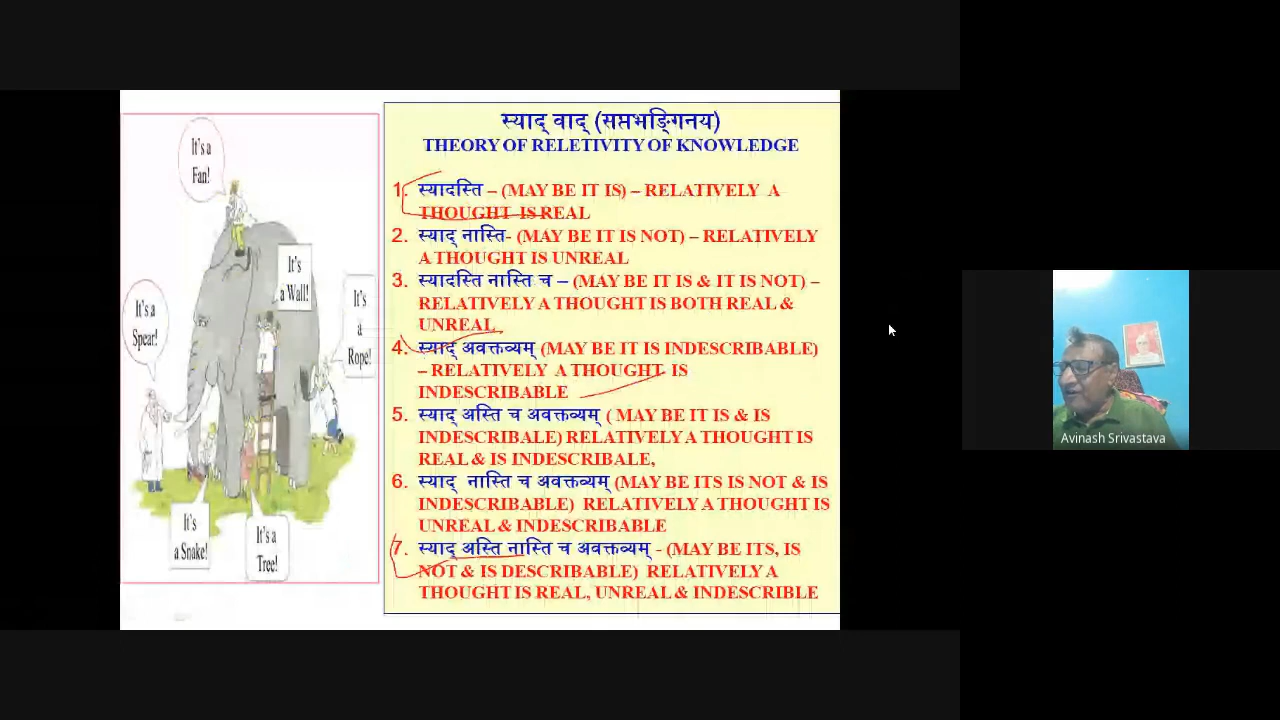 It's a
Fan!
It's
a Wall!
It's a
Spear!
It's
a
Rope!
It's
a Snake!
It's a
Tree!
स्याद् वाद् (सप्तभङ्गिनय)
THEORY OF RELETIVITY OF KNOWLEDGE
1. स्यादस्ति – (MAY BE IT IS) – RELATIVELY A
THOUGHT IS REAL
2. स्याद् नास्ति- (MAY BE IT IS NOT) – RELATIVELY
A THOUGHT IS UNREAL
3. स्यादस्ति नास्ति च – (MAY BE IT IS & IT IS NOT) –
RELATIVELY A THOUGHT IS BOTH REAL &
UNREAL,
4. स्याद् अवक्तव्यम् (MAY BE IT IS INDESCRIBABLE)
– RELATIVELY A THOUGHT IS
INDESCRIBABLE
5. स्याद् अस्ति च अवक्तव्यम् ( MAY BE IT IS & IS
INDESCRIBALE) RELATIVELY A THOUGHT IS
REAL & IS INDESCRIBALE,
6. स्याद् नास्ति च अवक्तव्यम् (MAY BE ITS IS NOT & IS
INDESCRIBABLE) RELATIVELY A THOUGHT IS
UNREAL & INDESCRIBABLE
7. स्याद् अस्ति नास्ति च अवक्तव्यम् - (MAY BE ITS, IS
NOT & IS DESCRIBABLE) RELATIVELY A
THOUGHT IS REAL, UNREAL & INDESCRIBLE
Avinash Srivastava